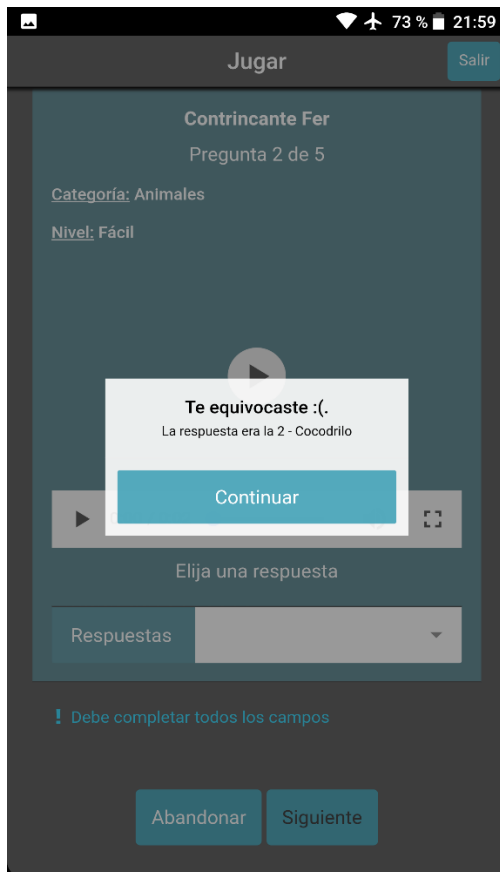 73 % 21:59
Jugar
Salir
Contrincante Fer
Pregunta 2 de 5
Categoría: Animales
Nivel: Fácil
Te equivocaste :(.
La respuesta era la 2 - Cocodrilo
Continuar
Elija una respuesta
Respuestas
! Debe completar todos los campos
Abandonar
Siguiente